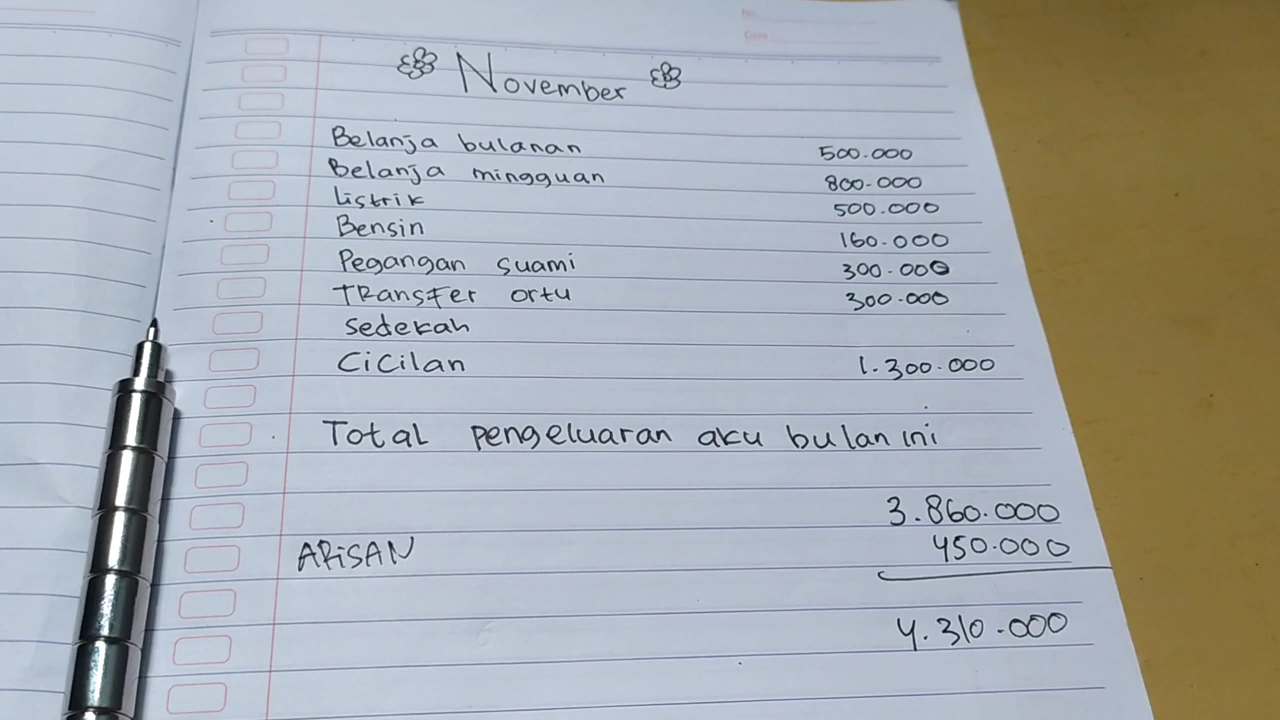 November
Belanja bulanan 500.000
Belanja mingguan 800.000
Listrik 500.000
Bensin 160.000
Pegangan suami 300.000
TRansfer ortu 300.000
Sedekah
CiCilan 1.300.000
Total pengeluaran aku bulan ini
3.860.000
ARiSAN 450.000
4.310.000